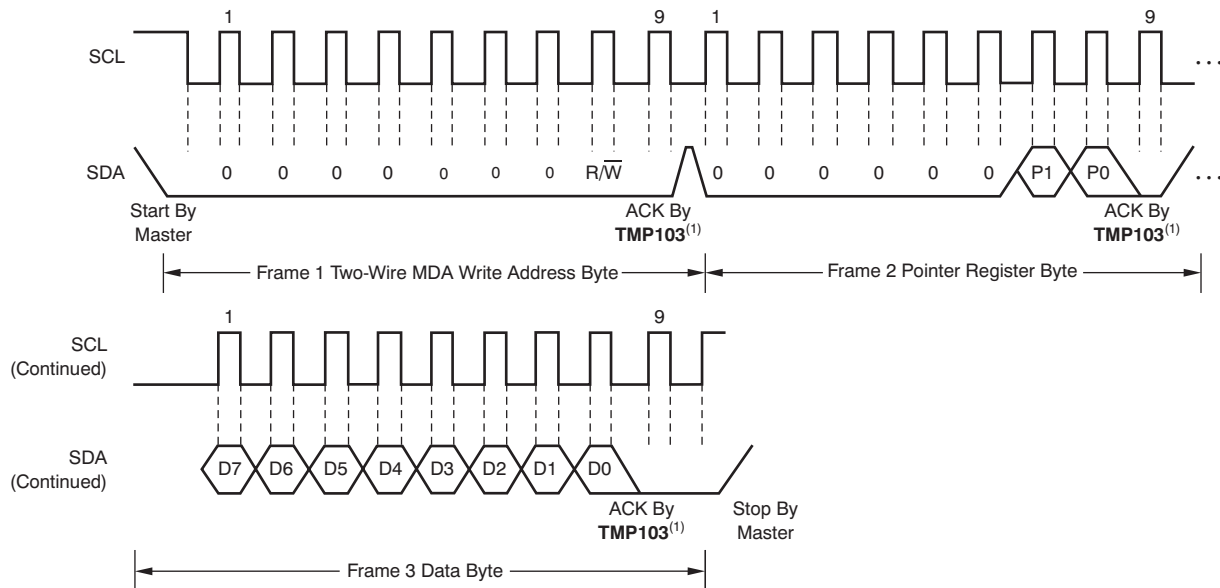 1 9 1 9
SCL ...
SDA 0 0 0 0 0 0 0 R/W̅ 0 0 0 0 0 0 P1 P0 ...
Start By
Master
ACK By
TMP103(1)
ACK By
TMP103(1)
Frame 1 Two-Wire MDA Write Address Byte
Frame 2 Pointer Register Byte
1 9
SCL
(Continued)
SDA
(Continued)
D7 D6 D5 D4 D3 D2 D1 D0
ACK By
TMP103(1)
Stop By
Master
Frame 3 Data Byte